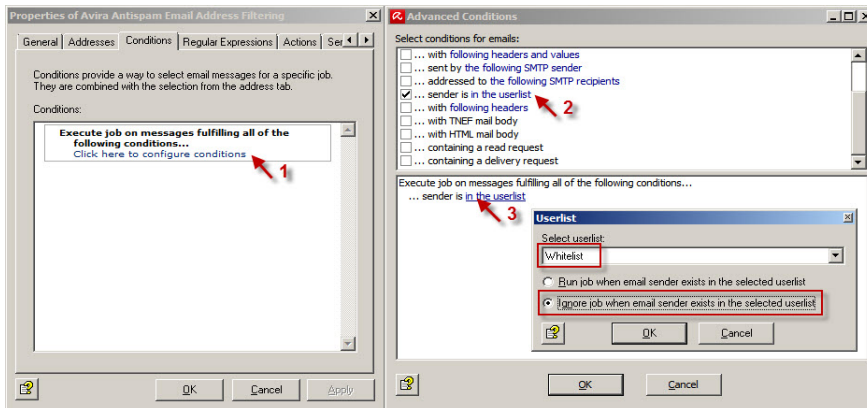 Properties of Avira Antispam Email Address Filtering
General
Addresses
Conditions
Regular Expressions
Actions
Conditions provide a way to select email messages for a specific job.
They are combined with the selection from the address tab.
Conditions:
Execute job on messages fulfilling all of the
following conditions...
Click here to configure conditions
1
OK
Cancel
Apply
Advanced Conditions
Select conditions for emails:
... with following headers and values
... sent by the following SMTP sender
... addressed to the following SMTP recipients
... sender is in the userlist
2
... with following headers
... with TNEF mail body
... with HTML mail body
... containing a read request
... containing a delivery request
Execute job on messages fulfilling all of the following conditions...
... sender is in the userlist
3
Userlist
Select userlist:
Whitelist
Run job when email sender exists in the selected userlist
Ignore job when email sender exists in the selected userlist
OK
Cancel
OK
Cancel